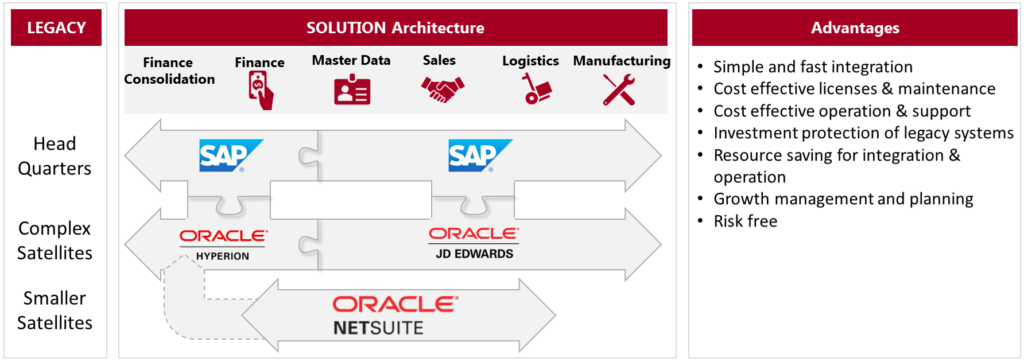 LEGACY
SOLUTION Architecture
Advantages
Finance
Consolidation
Finance
Master Data
Sales
Logistics
Manufacturing
Head
Quarters
SAP
SAP
Complex
Satellites
ORACLE®
HYPERION
ORACLE®
JD EDWARDS
Smaller
Satellites
ORACLE®
NETSUITE
• Simple and fast integration
• Cost effective licenses & maintenance
• Cost effective operation & support
• Investment protection of legacy systems
• Resource saving for integration &
operation
• Growth management and planning
• Risk free